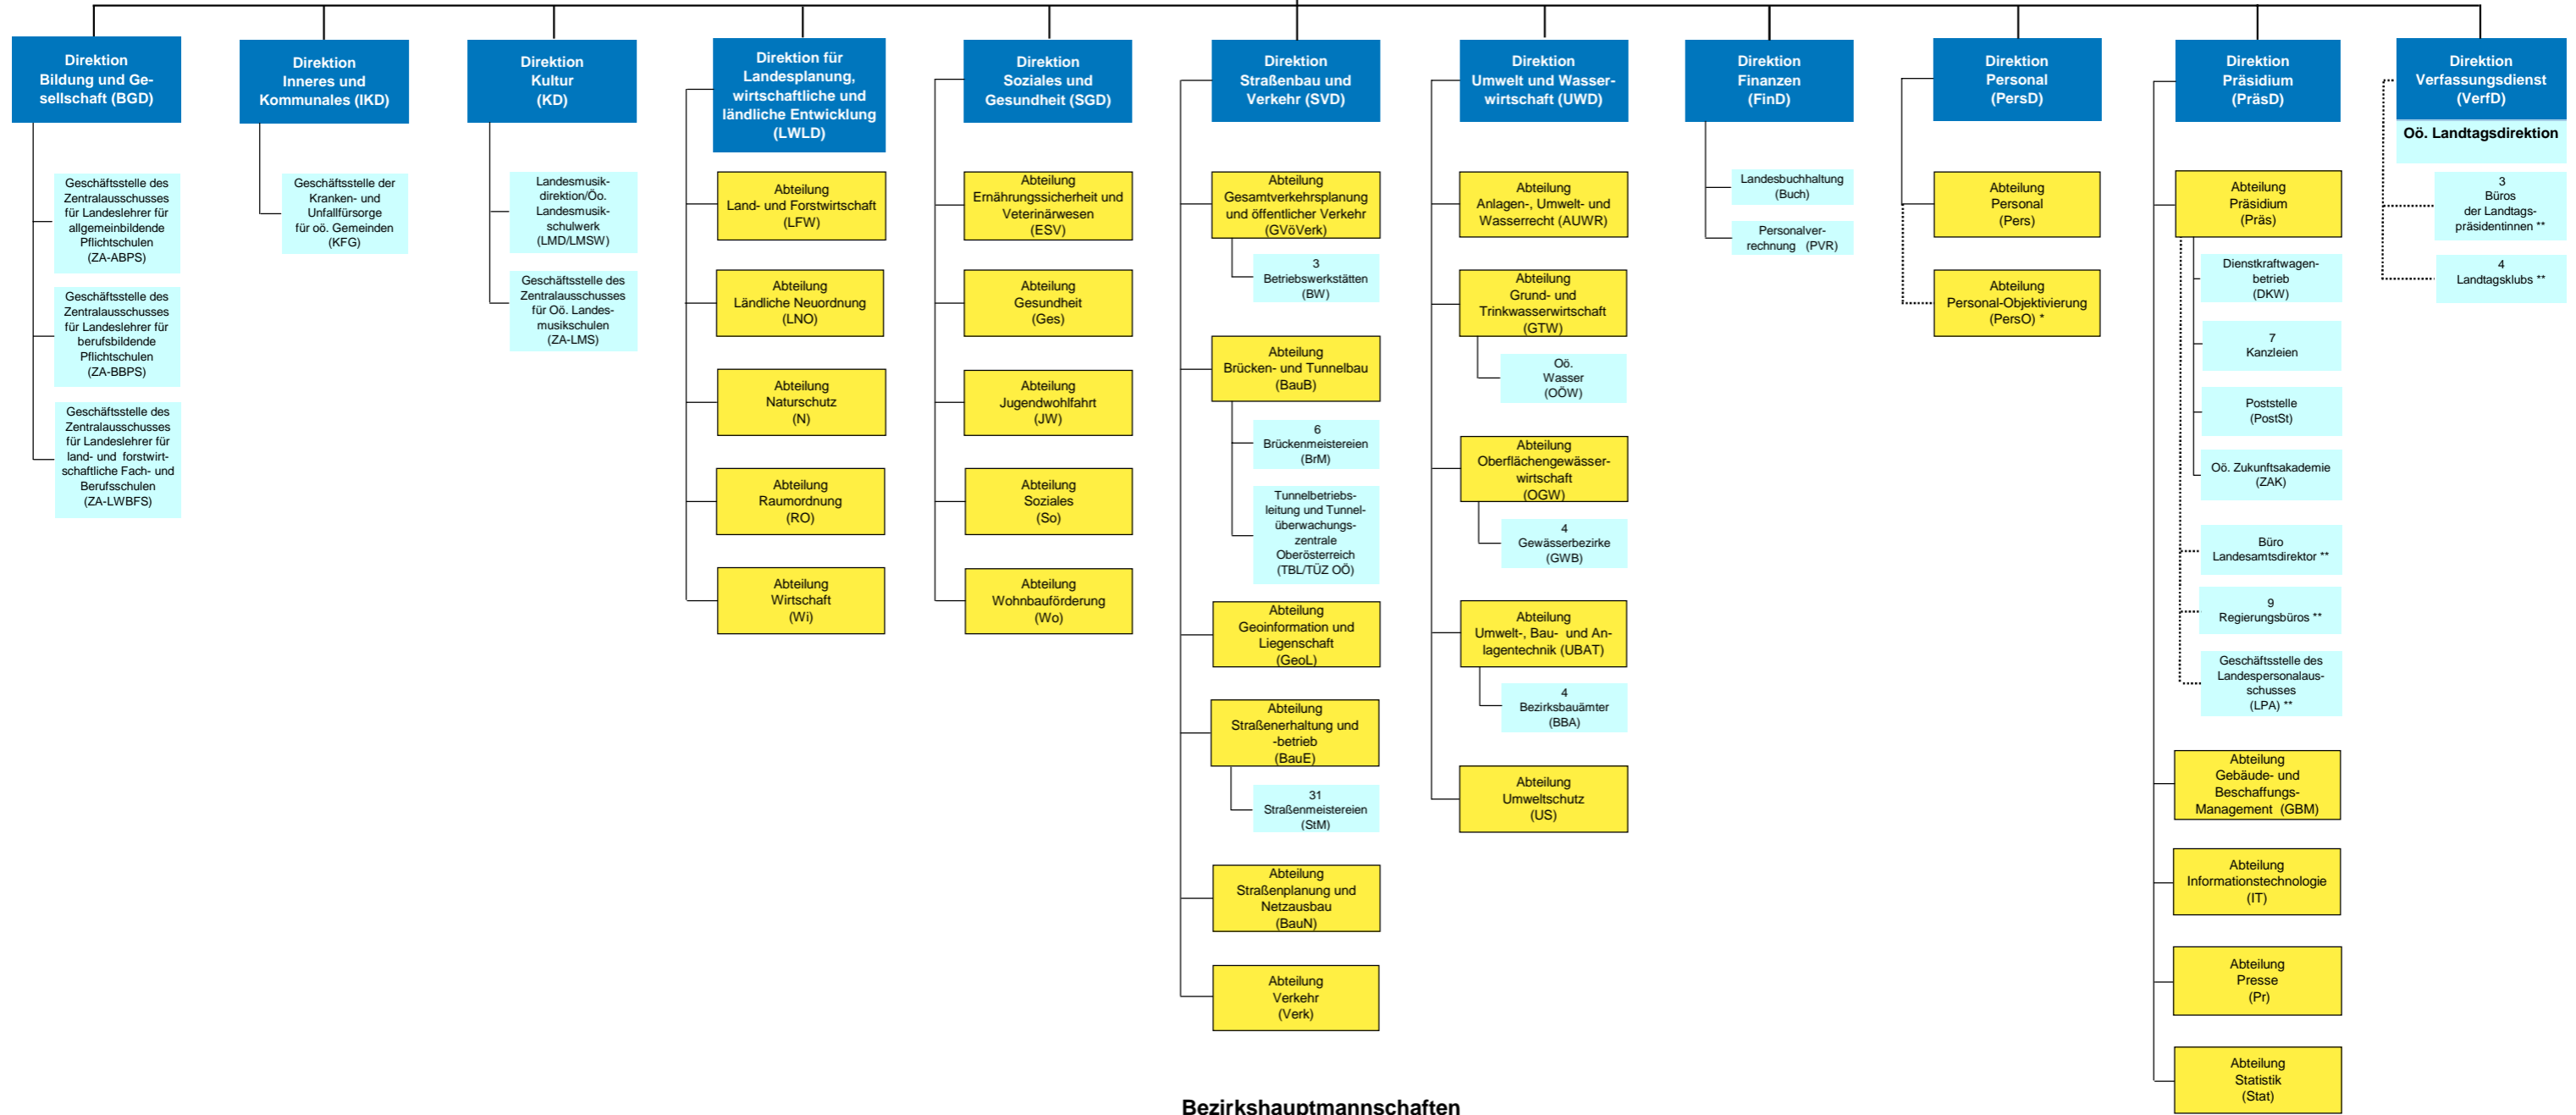 Direktion
Bildung und Ge-
sellschaft (BGD)
Geschäftsstelle des
Zentralausschusses
für Landeslehrer für
allgemeinbildende
Pflichtschulen
(ZA-ABPS)
Geschäftsstelle des
Zentralausschusses
für Landeslehrer für
berufsbildende
Pflichtschulen
(ZA-BBPS)
Geschäftsstelle des
Zentralausschusses
für Landeslehrer für
land- und forstwirt-
schaftliche Fach- und
Berufsschulen
(ZA-LWBFS)
Direktion
Inneres und
Kommunales (IKD)
Geschäftsstelle der
Kranken- und
Unfallfürsorge
für oö. Gemeinden
(KFG)
Direktion
Kultur
(KD)
Landesmusik-
direktion/Öo.
Landesmusik-
schulwerk
(LMD/LMSW)
Geschäftsstelle des
Zentralausschusses
für Oö. Landes-
musikschulen
(ZA-LMS)
Direktion für
Landesplanung,
wirtschaftliche und
ländliche Entwicklung
(LWLD)
Abteilung
Land- und Forstwirtschaft
(LFW)
Abteilung
Ländliche Neuordnung
(LNO)
Abteilung
Naturschutz
(N)
Abteilung
Raumordnung
(RO)
Abteilung
Wirtschaft
(Wi)
Direktion
Soziales und
Gesundheit (SGD)
Abteilung
Ernährungssicherheit und
Veterinärwesen
(ESV)
Abteilung
Gesundheit
(Ges)
Abteilung
Jugendwohlfahrt
(JW)
Abteilung
Soziales
(So)
Abteilung
Wohnbauförderung
(Wo)
Direktion
Straßenbau und
Verkehr (SVD)
Abteilung
Gesamtverkehrsplanung
und öffentlicher Verkehr
(GVöVerk)
3
Betriebswerkstätten
(BW)
Abteilung
Brücken- und Tunnelbau
(BauB)
6
Brückenmeistereien
(BrM)
Tunnelbetriebs-
leitung und Tunnel-
überwachungs-
zentrale
Oberösterreich
(TBL/TÜZ OÖ)
Abteilung
Geoinformation und
Liegenschaft
(GeoL)
Abteilung
Straßenerhaltung und
-betrieb
(BauE)
31
Straßenmeistereien
(StM)
Abteilung
Straßenplanung und
Netzausbau
(BauN)
Abteilung
Verkehr
(Verk)
Direktion
Umwelt und Wasser-
wirtschaft (UWD)
Abteilung
Anlagen-, Umwelt- und
Wasserrecht (AUWR)
Abteilung
Grund- und
Trinkwasserwirtschaft
(GTW)
Oö.
Wasser
(OÖW)
Abteilung
Oberflächengewässer-
wirtschaft
(OGW)
4
Gewässerbezirke
(GWB)
Abteilung
Umwelt-, Bau- und An-
lagentechnik (UBAT)
4
Bezirksbauämter
(BBA)
Abteilung
Umweltschutz
(US)
Direktion
Finanzen
(FinD)
Landesbuchhaltung
(Buch)
Personalver-
rechnung (PVR)
Direktion
Personal
(PersD)
Abteilung
Personal
(Pers)
Abteilung
Personal-Objektivierung
(PersO) *
Direktion
Präsidium
(PräsD)
Abteilung
Präsidium
(Präs)
Dienstkraftwagen-
betrieb
(DKW)
7
Kanzleien
Poststelle
(PostSt)
Oö. Zukunftsakademie
(ZAK)
Büro
Landesamtsdirektor **
9
Regierungsbüros **
Geschäftsstelle des
Landespersonalaus-
schusses
(LPA) **
Abteilung
Gebäude- und
Beschaffungs-
Management (GBM)
Abteilung
Informationstechnologie
(IT)
Abteilung
Presse
(Pr)
Abteilung
Statistik
(Stat)
Direktion
Verfassungsdienst
(VerfD)
Oö. Landtagsdirektion
3
Büros
der Landtags-
präsidentinnen **
4
Landtagsklubs **
Bezirkshauptmannschaften